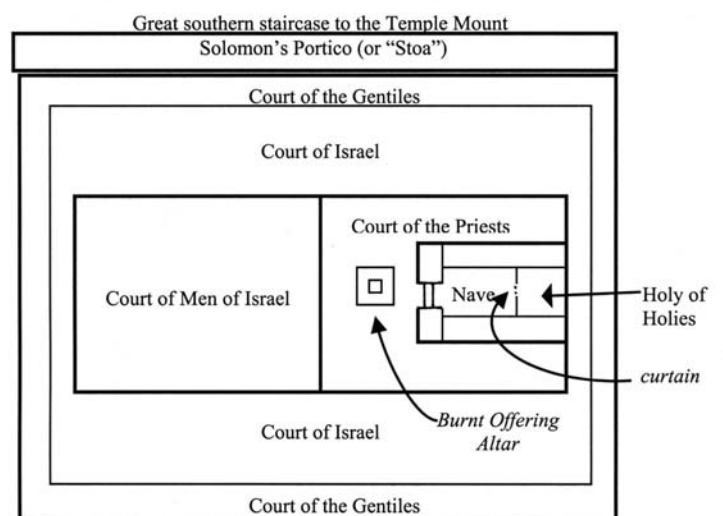 Great southern staircase to the Temple Mount
Solomon's Portico (or “Stoa”)
Court of the Gentiles
Court of Israel
Court of the Priests
Court of Men of Israel
Nave
Holy of
Holies
curtain
Burnt Offering
Altar
Court of Israel
Court of the Gentiles